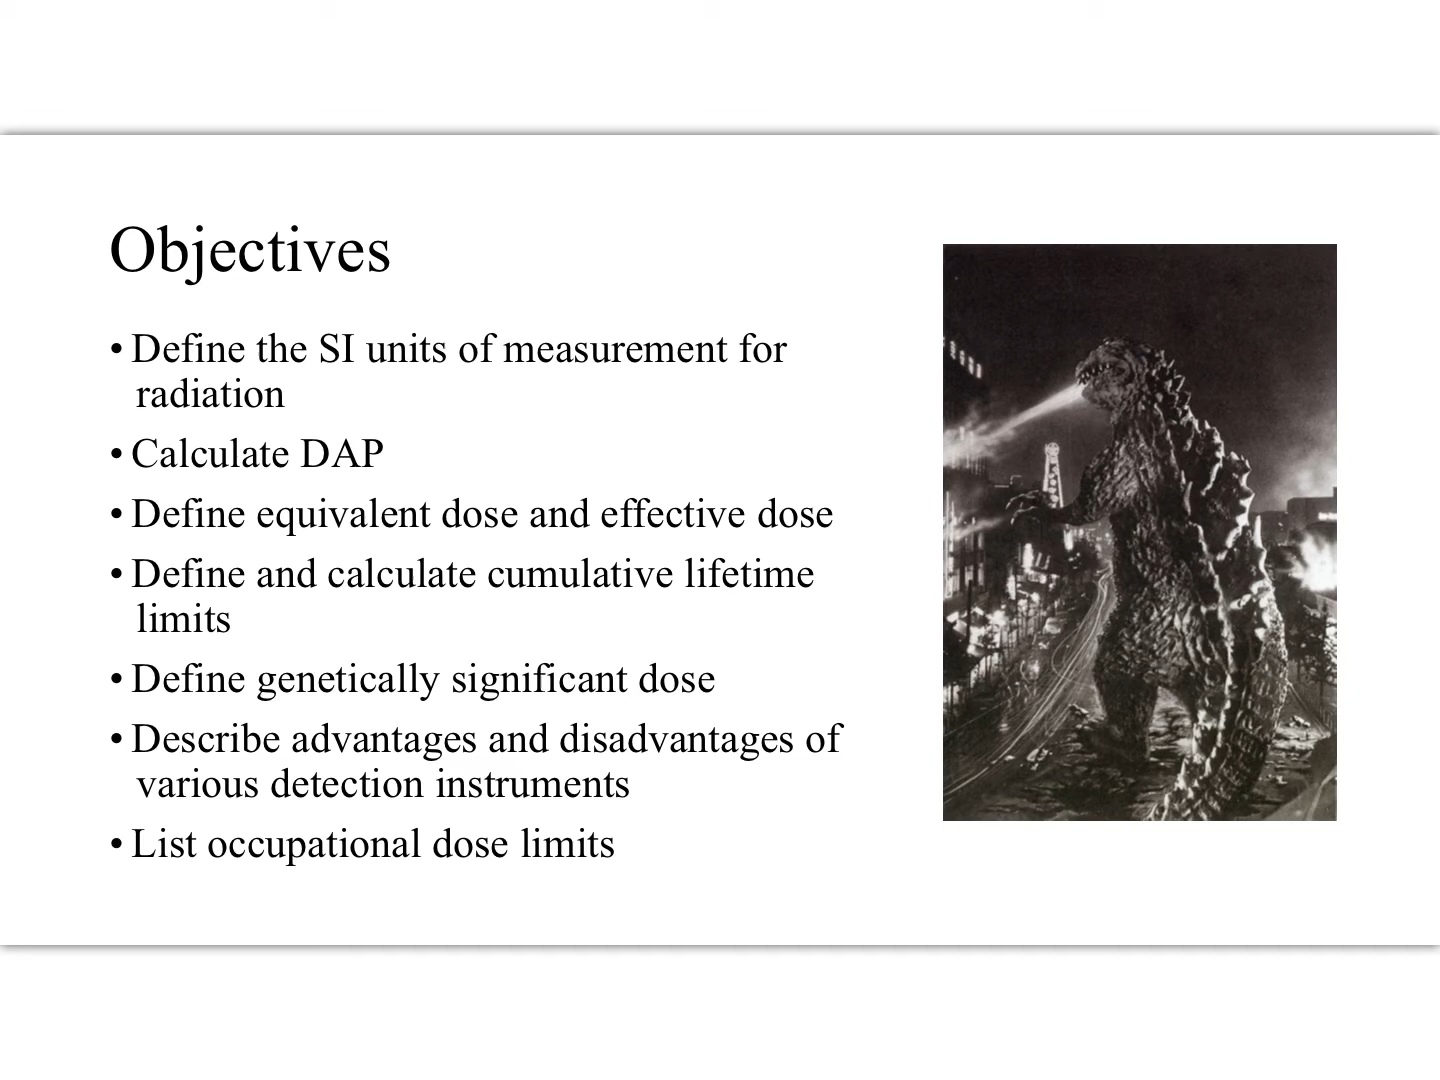 Objectives
• Define the SI units of measurement for
radiation
• Calculate DAP
• Define equivalent dose and effective dose
• Define and calculate cumulative lifetime
limits
• Define genetically significant dose
• Describe advantages and disadvantages of
various detection instruments
• List occupational dose limits